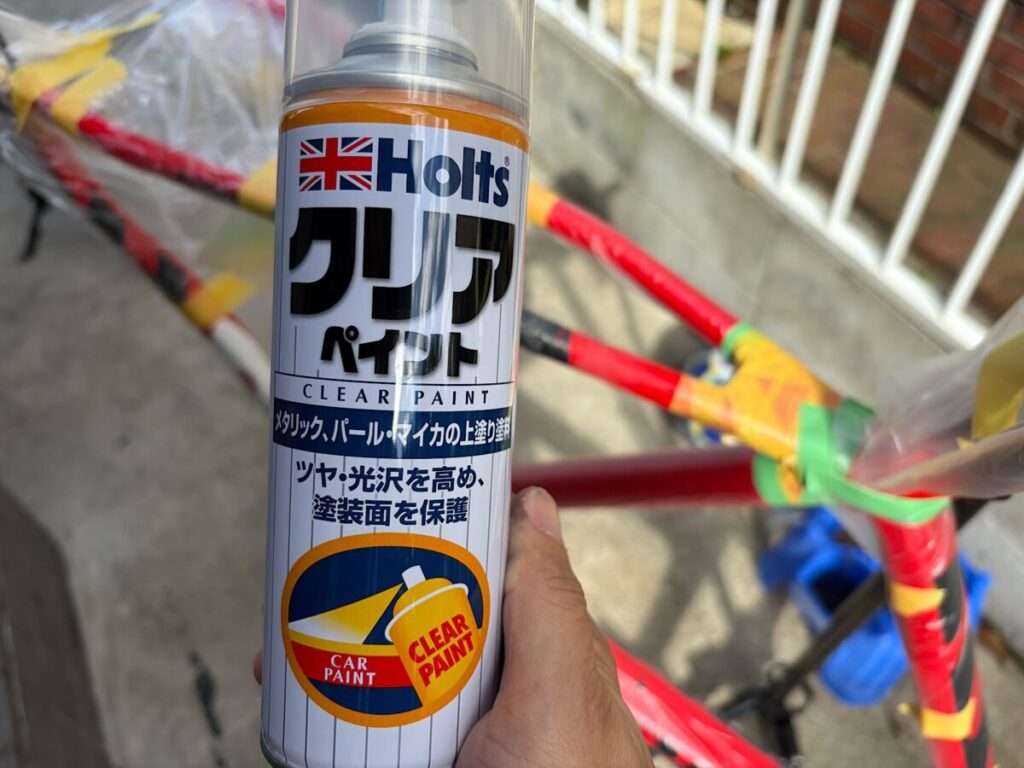 Holts
クリア
ペイント
CLEAR PAINT
メタリック、パール・マイカの上塗り塗料
ツヤ・光沢を高め、
塗装面を保護
CLEAR
PAINT
CAR
PAINT